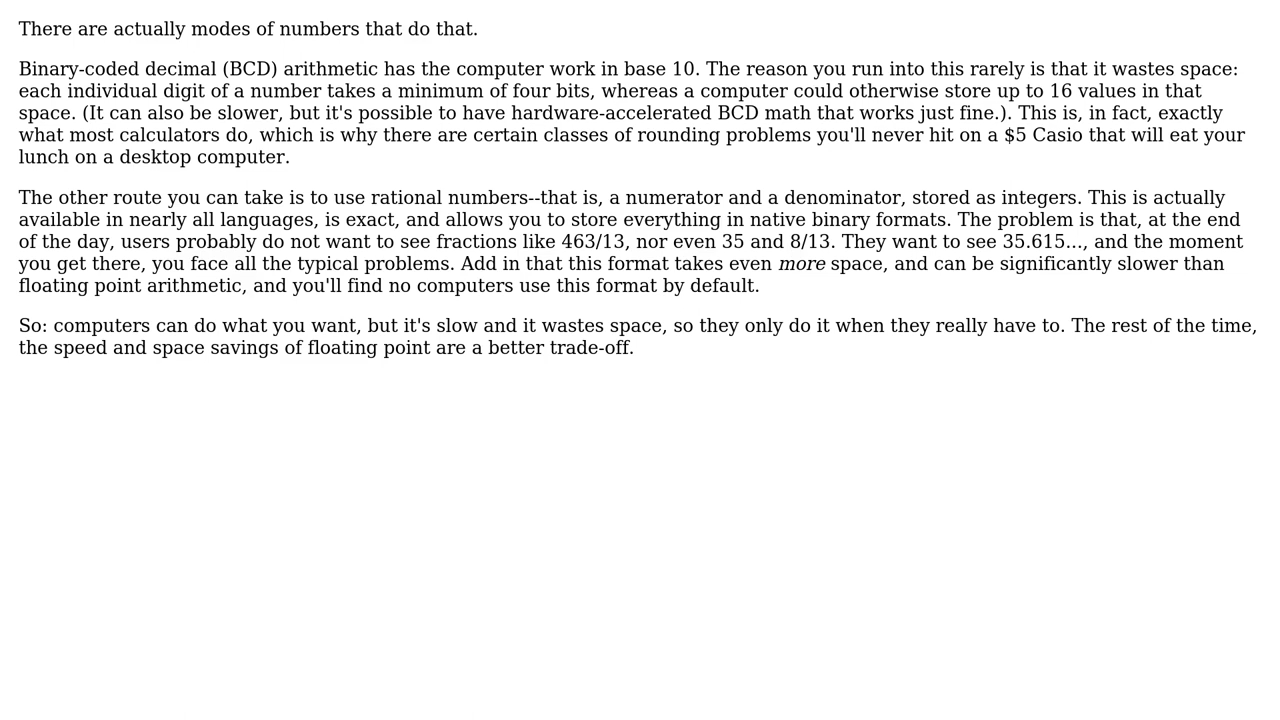 There are actually modes of numbers that do that.
Binary-coded decimal (BCD) arithmetic has the computer work in base 10. The reason you run into this rarely is that it wastes space:
each individual digit of a number takes a minimum of four bits, whereas a computer could otherwise store up to 16 values in that
space. (It can also be slower, but it's possible to have hardware-accelerated BCD math that works just fine.). This is, in fact, exactly
what most calculators do, which is why there are certain classes of rounding problems you'll never hit on a $5 Casio that will eat your
lunch on a desktop computer.
The other route you can take is to use rational numbers--that is, a numerator and a denominator, stored as integers. This is actually
available in nearly all languages, is exact, and allows you to store everything in native binary formats. The problem is that, at the end
of the day, users probably do not want to see fractions like 463/13, nor even 35 and 8/13. They want to see 35.615..., and the moment
you get there, you face all the typical problems. Add in that this format takes even more space, and can be significantly slower than
floating point arithmetic, and you'll find no computers use this format by default.
So: computers can do what you want, but it's slow and it wastes space, so they only do it when they really have to. The rest of the time,
the speed and space savings of floating point are a better trade-off.